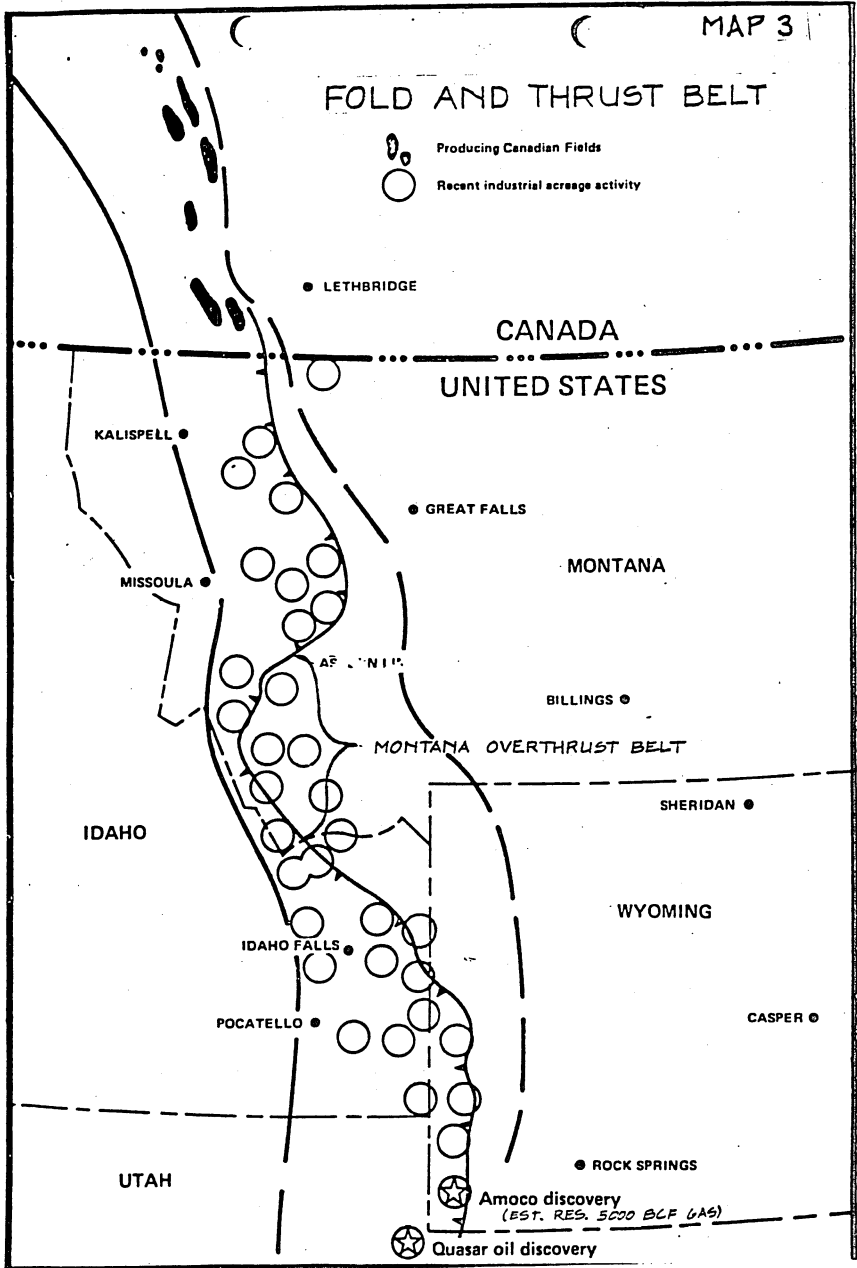 MAP 3
FOLD AND THRUST BELT
Producing Canadian Fields
Recent industrial acreage activity
LETHBRIDGE
CANADA
UNITED STATES
KALISPELL
GREAT FALLS
MONTANA
MISSOULA
BILLINGS
MONTANA OVERTHRUST BELT
SHERIDAN
IDAHO
WYOMING
IDAHO FALLS
POCATELLO
CASPER
ROCK SPRINGS
UTAH
Amoco discovery
(EST. RES. 5000 BCF GAS)
Quasar oil discovery